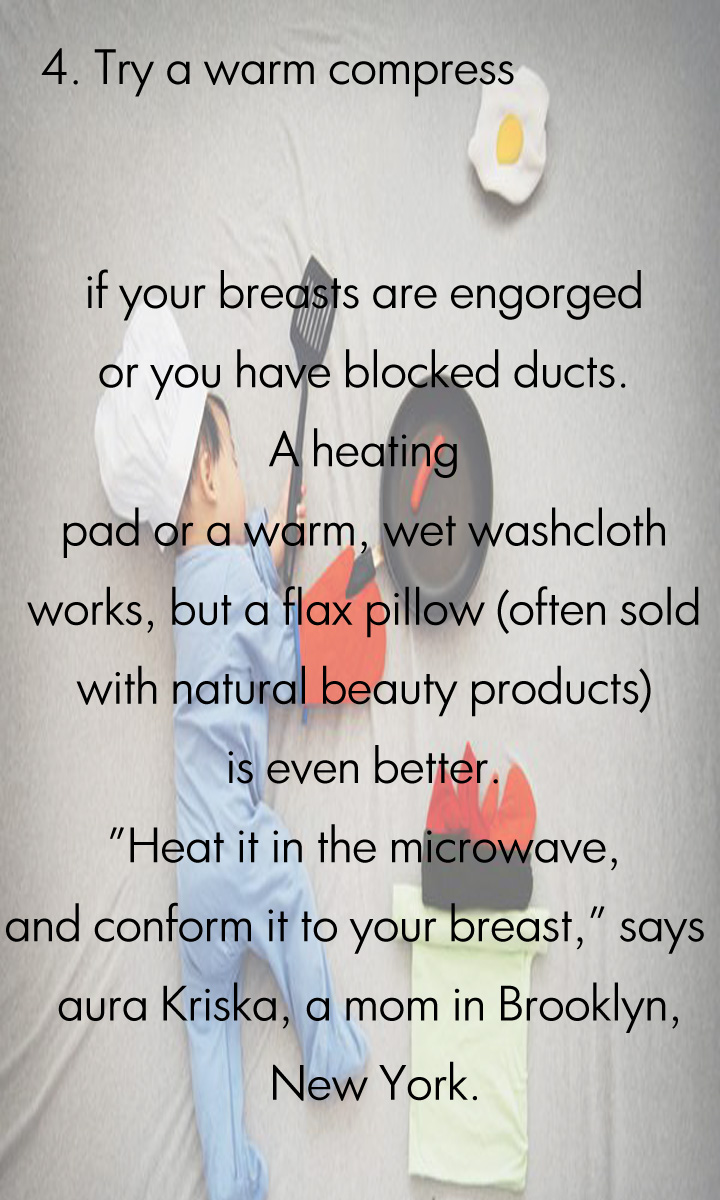 4. Try a warm compress
if your breasts are engorged
or you have blocked ducts.
A heating
pad or a warm, wet washcloth
works, but a flax pillow (often sold
with natural beauty products)
is even better.
"Heat it in the microwave,
and conform it to your breast," says
aura Kriska, a mom in Brooklyn,
New York.